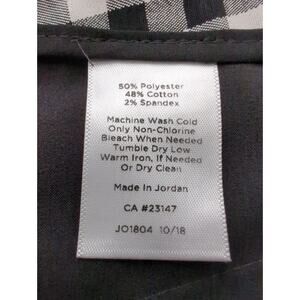 50% Polyester
48% Cotton
2% Spandex
Machine Wash Cold
Only Non-Chlorine
Bleach When Needed
Tumble Dry Low
Warm Iron, If Needed
Or Dry Clean
Made In Jordan
CA #23147
JO1804 10/18